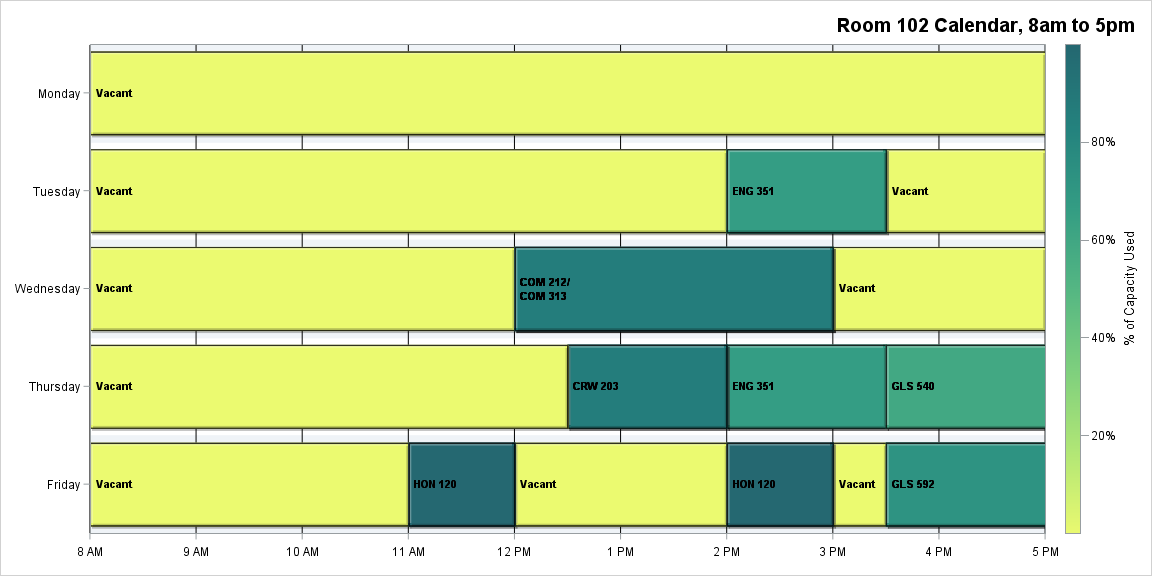 Room 102 Calendar, 8am to 5pm
Monday
Vacant
Tuesday
Vacant
ENG 351
Vacant
Wednesday
Vacant
COM 212/
COM 313
Vacant
Thursday
Vacant
CRW 203
ENG 351
GLS 540
Friday
Vacant
HON 120
Vacant
HON 120
Vacant
GLS 592
8 AM
9 AM
10 AM
11 AM
12 PM
1 PM
2 PM
3 PM
4 PM
5 PM
80%
60%
40%
20%
% of Capacity Used